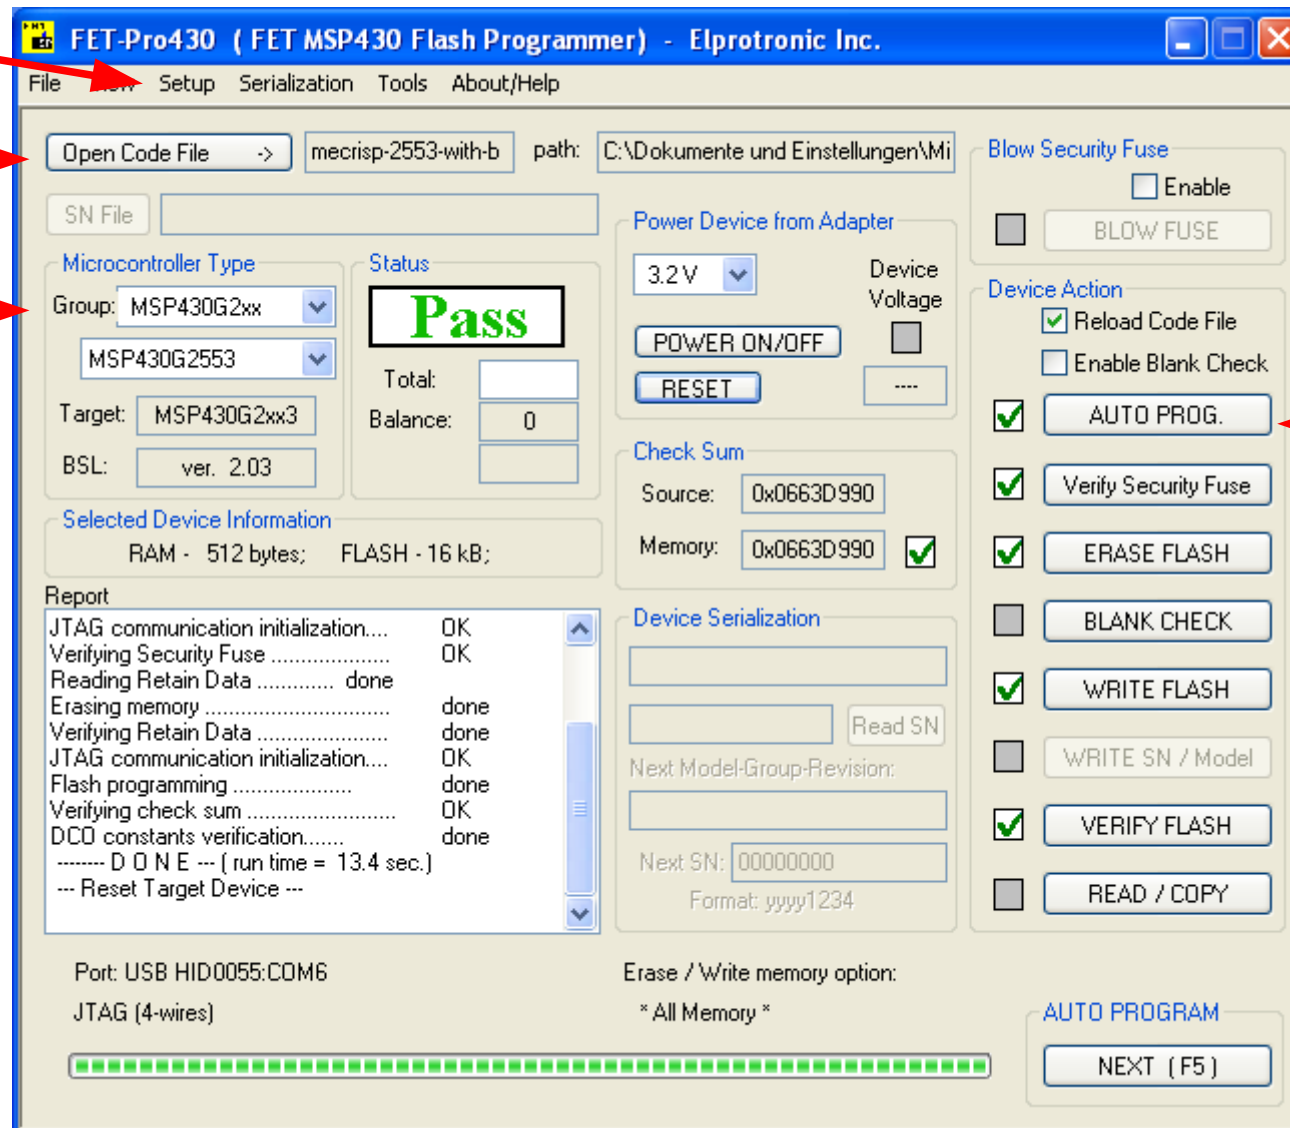 FET-Pro430 ( FET MSP430 Flash Programmer) - Elprotronic Inc.
File Setup Serialization Tools About/Help
Open Code File -> mecrisp-2553-with-b path: C:\Dokumente und Einstellungen\Mi
SN File
Microcontroller Type
Group: MSP430G2xx
MSP430G2553
Target: MSP430G2xx3
BSL: ver. 2.03
Status
Pass
Total:
Balance: 0
Selected Device Information
RAM - 512 bytes; FLASH - 16 kB;
Report
JTAG communication initialization.... OK
Verifying Security Fuse ..................... OK
Reading Retain Data ............. done
Erasing memory ................................. done
Verifying Retain Data ........................ done
JTAG communication initialization.... OK
Flash programming ..................... done
Verifying check sum .......................... OK
DCO constants verification....... done
-------- D O N E --- ( run time = 13.4 sec.)
--- Reset Target Device ---
Power Device from Adapter
3.2 V
Device
Voltage
POWER ON/OFF
RESET
----
Check Sum
Source: 0x0663D990
Memory: 0x0663D990
Device Serialization
Read SN
Next Model-Group-Revision:
Next SN: 00000000
Format: yyyy1234
Blow Security Fuse
Enable
BLOW FUSE
Device Action
Reload Code File
Enable Blank Check
AUTO PROG.
Verify Security Fuse
ERASE FLASH
BLANK CHECK
WRITE FLASH
WRITE SN / Model
VERIFY FLASH
READ / COPY
Port: USB HID0055:COM6
JTAG (4-wires)
Erase / Write memory option:
* All Memory *
AUTO PROGRAM
NEXT ( F5 )